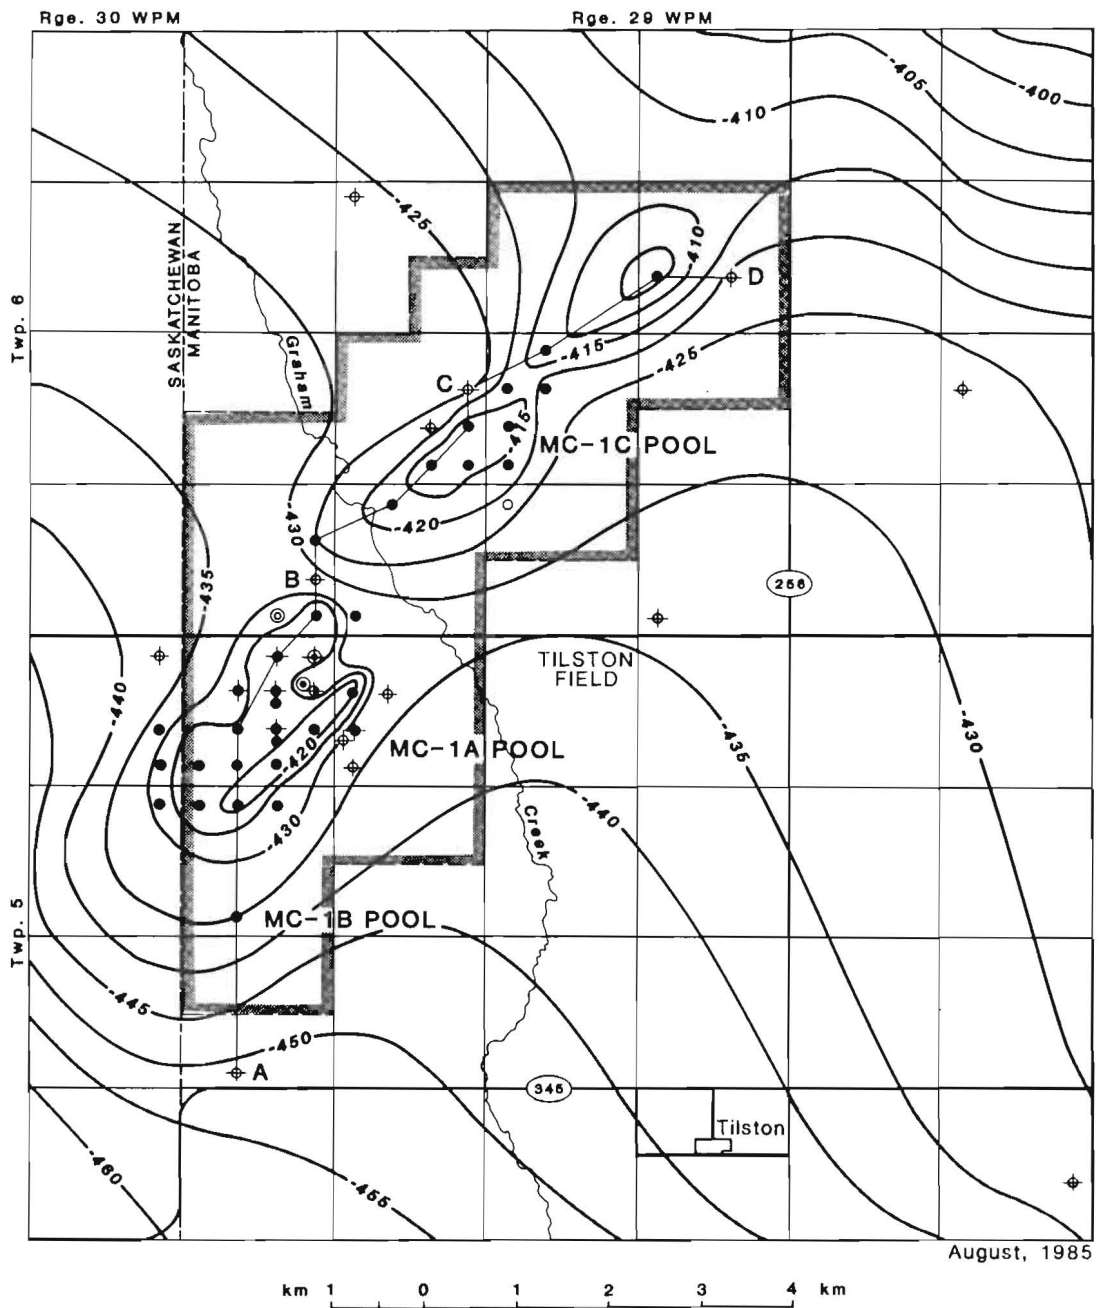 Rge. 30 WPM
Rge. 29 WPM
-405
-400
-410
-425
SASKATCHEWAN
MANITOBA
-410
D
Twp. 6
Graham
-415
-425
C
-415
MC-1C POOL
-420
-430
B
256
-435
TILSTON
FIELD
-440
MC-1A POOL
-420
-430
-435
-430
-440
Creek
MC-1B POOL
Twp. 5
-445
-450
A
345
Tilston
-460
-455
August, 1985
km 1 0 1 2 3 4 km